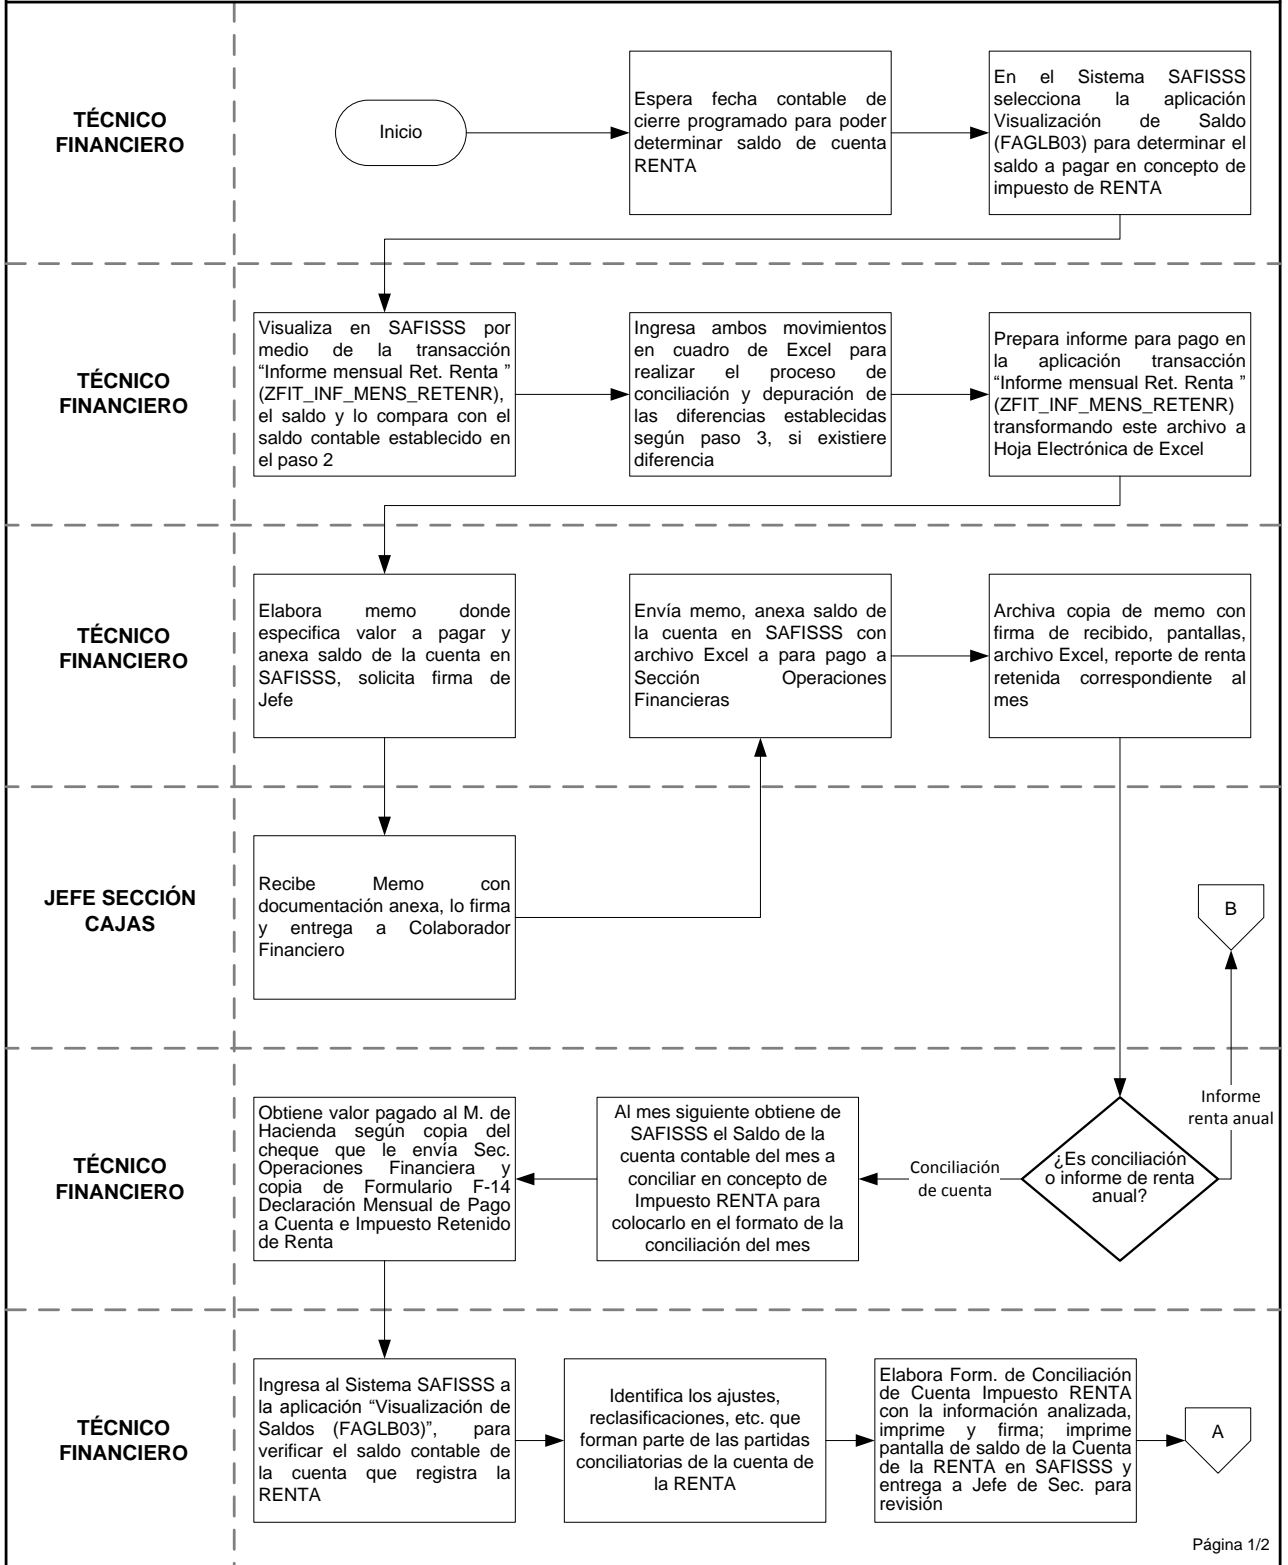 TÉCNICO
FINANCIERO
Inicio
Espera fecha contable de
cierre programado para poder
determinar saldo de cuenta
RENTA
En el Sistema SAFISSS
selecciona la aplicación
Visualización de Saldo
(FAGLB03) para determinar el
saldo a pagar en concepto de
impuesto de RENTA
TÉCNICO
FINANCIERO
Visualiza en SAFISSS por
medio de la transacción
“Informe mensual Ret. Renta ”
(ZFIT_INF_MENS_RETENR),
el saldo y lo compara con el
saldo contable establecido en
el paso 2
Ingresa ambos movimientos
en cuadro de Excel para
realizar el proceso de
conciliación y depuración de
las diferencias establecidas
según paso 3, si existiere
diferencia
Prepara informe para pago en
la aplicación transacción
“Informe mensual Ret. Renta ”
(ZFIT_INF_MENS_RETENR)
transformando este archivo a
Hoja Electrónica de Excel
TÉCNICO
FINANCIERO
Elabora memo donde
especifica valor a pagar y
anexa saldo de la cuenta en
SAFISSS, solicita firma de
Jefe
Envía memo, anexa saldo de
la cuenta en SAFISSS con
archivo Excel a para pago a
Sección Operaciones
Financieras
Archiva copia de memo con
firma de recibido, pantallas,
archivo Excel, reporte de renta
retenida correspondiente al
mes
JEFE SECCIÓN
CAJAS
Recibe Memo con
documentación anexa, lo firma
y entrega a Colaborador
Financiero
B
TÉCNICO
FINANCIERO
Obtiene valor pagado al M. de
Hacienda según copia del
cheque que le envía Sec.
Operaciones Financiera y
copia de Formulario F-14
Declaración Mensual de Pago
a Cuenta e Impuesto Retenido
de Renta
Al mes siguiente obtiene de
SAFISSS el Saldo de la
cuenta contable del mes a
conciliar en concepto de
Impuesto RENTA para
colocarlo en el formato de la
conciliación del mes
Conciliación
de cuenta
¿Es conciliación
o informe de renta
anual?
Informe
renta anual
TÉCNICO
FINANCIERO
Ingresa al Sistema SAFISSS a
la aplicación “Visualización de
Saldos (FAGLB03)”, para
verificar el saldo contable de
la cuenta que registra la
RENTA
Identifica los ajustes,
reclasificaciones, etc. que
forman parte de las partidas
conciliatorias de la cuenta de
la RENTA
Elabora Form. de Conciliación
de Cuenta Impuesto RENTA
con la información analizada,
imprime y firma; imprime
pantalla de saldo de la Cuenta
de la RENTA en SAFISSS y
entrega a Jefe de Sec. para
revisión
A
Página 1/2